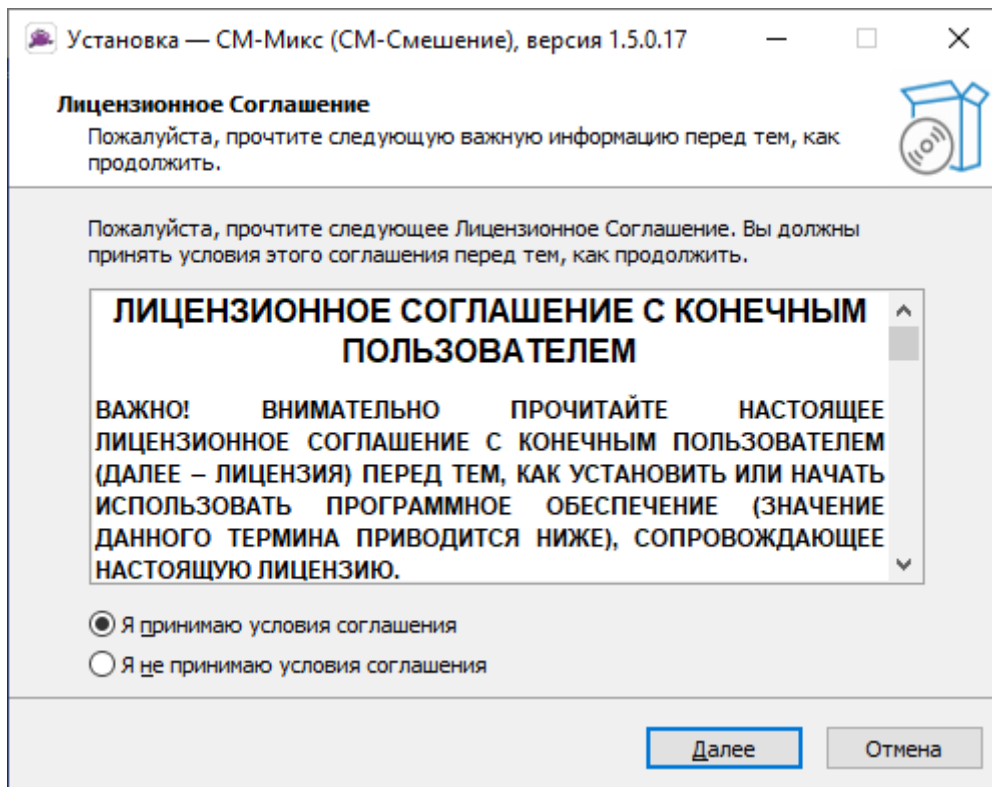 Установка — СМ-Микс (СМ-Смешение), версия 1.5.0.17
Лицензионное Соглашение
Пожалуйста, прочтите следующую важную информацию перед тем, как
продолжить.
Пожалуйста, прочтите следующее Лицензионное Соглашение. Вы должны
принять условия этого соглашения перед тем, как продолжить.
ЛИЦЕНЗИОННОЕ СОГЛАШЕНИЕ С КОНЕЧНЫМ
ПОЛЬЗОВАТЕЛЕМ
ВАЖНО! ВНИМАТЕЛЬНО ПРОЧИТАЙТЕ НАСТОЯЩЕЕ
ЛИЦЕНЗИОННОЕ СОГЛАШЕНИЕ С КОНЕЧНЫМ ПОЛЬЗОВАТЕЛЕМ
(ДАЛЕЕ – ЛИЦЕНЗИЯ) ПЕРЕД ТЕМ, КАК УСТАНОВИТЬ ИЛИ НАЧАТЬ
ИСПОЛЬЗОВАТЬ ПРОГРАММНОЕ ОБЕСПЕЧЕНИЕ (ЗНАЧЕНИЕ
ДАННОГО ТЕРМИНА ПРИВОДИТСЯ НИЖЕ), СОПРОВОЖДАЮЩЕЕ
НАСТОЯЩУЮ ЛИЦЕНЗИЮ.
Я принимаю условия соглашения
Я не принимаю условия соглашения
Далее
Отмена